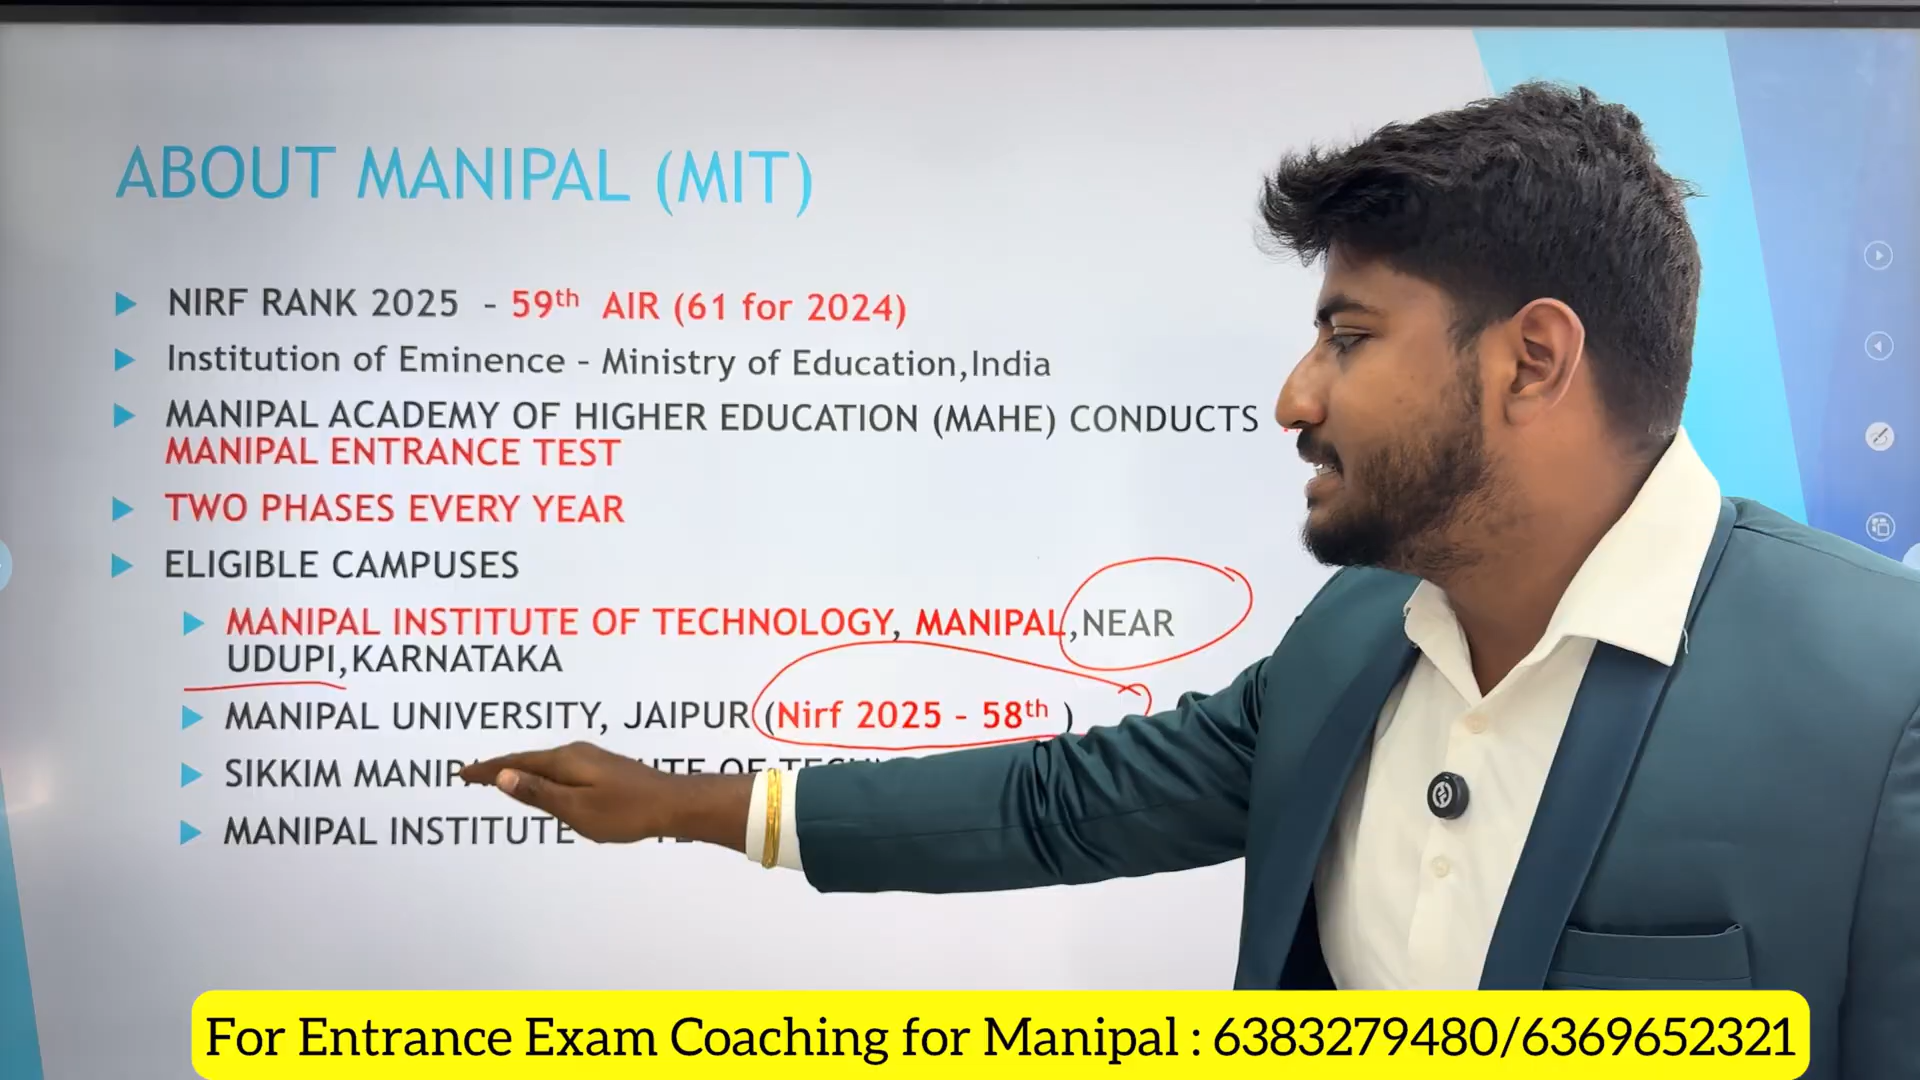 ABOUT MANIPAL (MIT)
NIRF RANK 2025 – 59th AIR (61 for 2024)
Institution of Eminence – Ministry of Education,India
MANIPAL ACADEMY OF HIGHER EDUCATION (MAHE) CONDUCTS
MANIPAL ENTRANCE TEST
TWO PHASES EVERY YEAR
ELIGIBLE CAMPUSES
MANIPAL INSTITUTE OF TECHNOLOGY, MANIPAL,NEAR
UDUPI,KARNATAKA
MANIPAL UNIVERSITY, JAIPUR (Nirf 2025 – 58th )
SIKKIM OF
MANIPAL INSTITUTE
For Entrance Exam Coaching for Manipal : 6383279480/6369652321